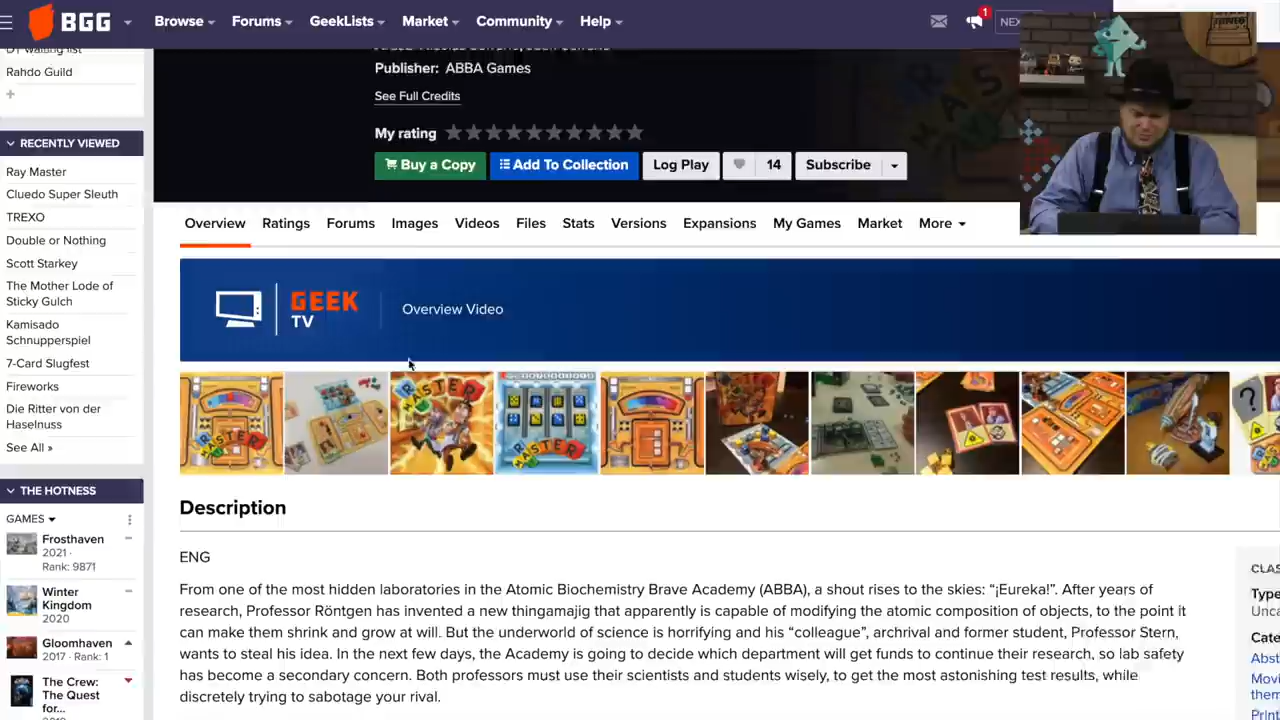 BGG
Browse
Forums
GeekLists
Market
Community
Help
1
Rahdo Guild
+
RECENTLY VIEWED
Ray Master
Cluedo Super Sleuth
TREXO
Double or Nothing
Scott Starkey
The Mother Lode of
Sticky Gulch
Kamisado
Schnupperspiel
7-Card Slugfest
Fireworks
Die Ritter von der
Haselnuss
See All »
THE HOTNESS
GAMES
Frosthaven
2021 ·
Rank: 9871
Winter
Kingdom
2020
Gloomhaven
2017 · Rank: 1
The Crew:
The Quest
for...
Publisher: ABBA Games
See Full Credits
My rating
Buy a Copy
Add To Collection
Log Play
14
Subscribe
Overview
Ratings
Forums
Images
Videos
Files
Stats
Versions
Expansions
My Games
Market
More
GEEK
TV
Overview Video
RASTER
RASTER
RASTER
Description
ENG
From one of the most hidden laboratories in the Atomic Biochemistry Brave Academy (ABBA), a shout rises to the skies: “¡Eureka!”. After years of
research, Professor Röntgen has invented a new thingamajig that apparently is capable of modifying the atomic composition of objects, to the point it
can make them shrink and grow at will. But the underworld of science is horrifying and his “colleague”, archrival and former student, Professor Stern,
wants to steal his idea. In the next few days, the Academy is going to decide which department will get funds to continue their research, so lab safety
has become a secondary concern. Both professors must use their scientists and students wisely, to get the most astonishing test results, while
discretely trying to sabotage your rival.